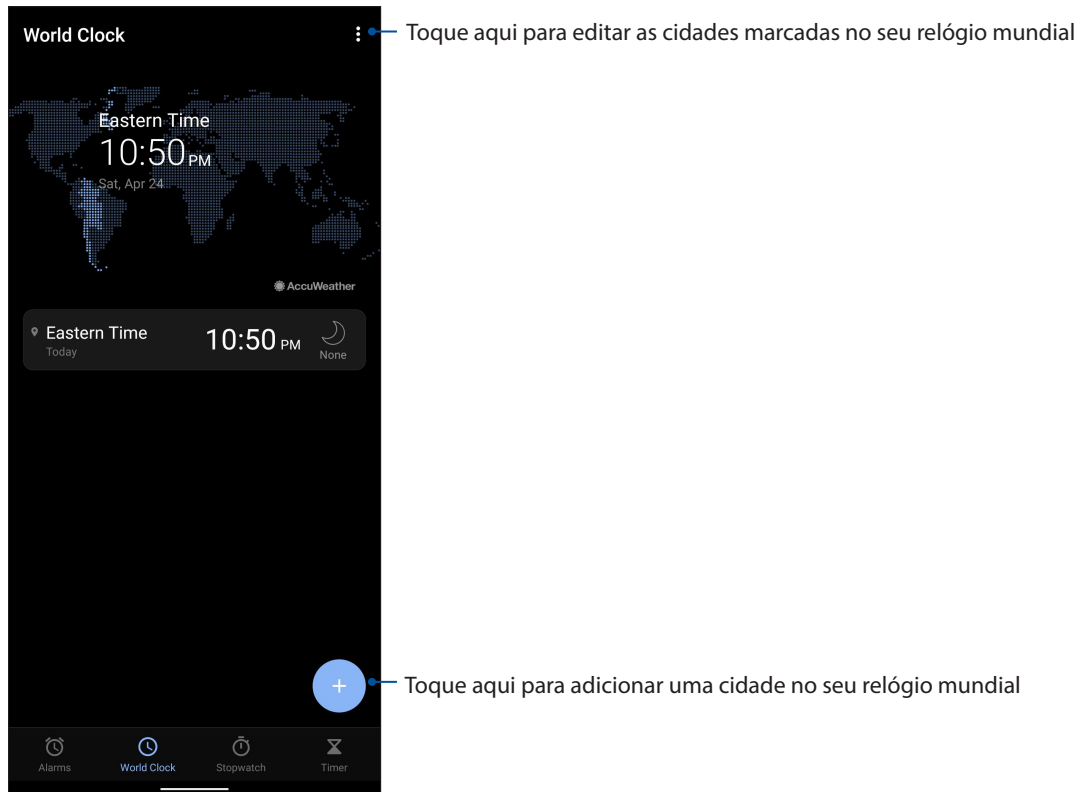 World Clock
Toque aqui para editar as cidades marcadas no seu relógio mundial
Eastern Time
10:50 PM
Sat, Apr 24
AccuWeather
Eastern Time 10:50 PM
Today None
Toque aqui para adicionar uma cidade no seu relógio mundial
Alarms World Clock Stopwatch Timer